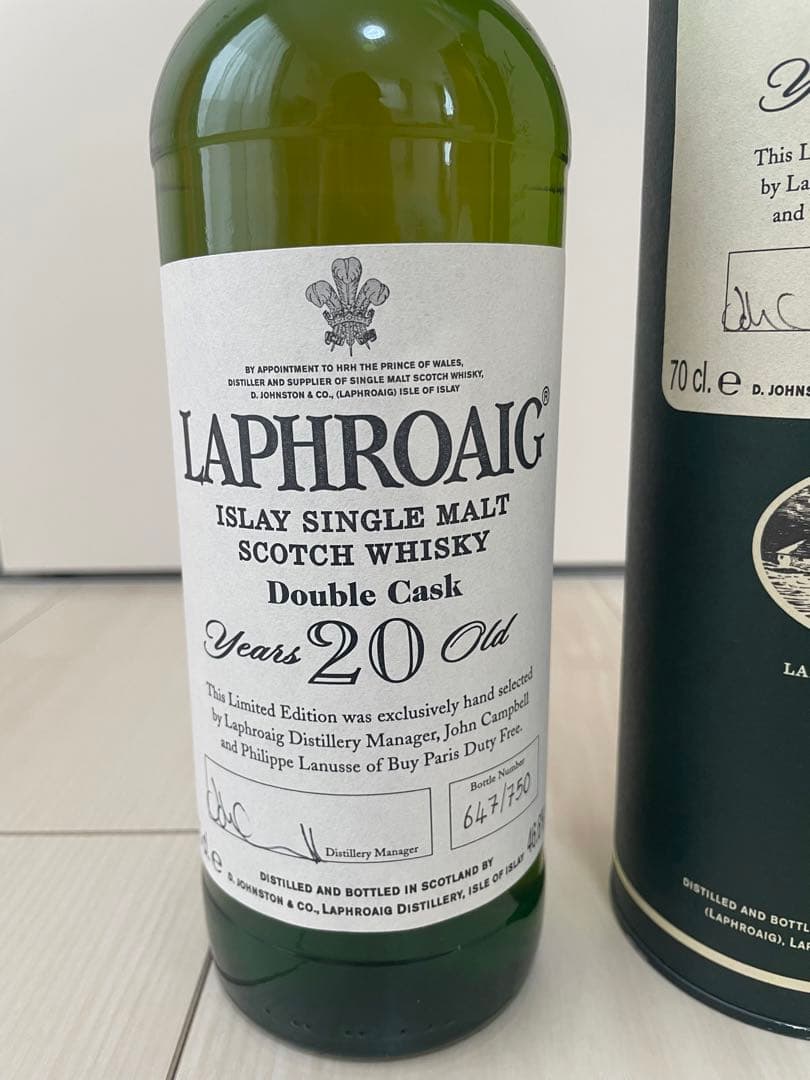 BY APPOINTMENT TO HRH THE PRINCE OF WALES,
DISTILLER AND SUPPLIER OF SINGLE MALT SCOTCH WHISKY,
D. JOHNSTON & CO., (LAPHROAIG) ISLE OF ISLAY
LAPHROAIG®
ISLAY SINGLE MALT
SCOTCH WHISKY
Double Cask
Years 20 Old
This Limited Edition was exclusively hand selected
by Laphroaig Distillery Manager, John Campbell
and Philippe Lanusse of Buy Paris Duty Free.
Bottle Number
647/750
Distillery Manager
e
DISTILLED AND BOTTLED IN SCOTLAND BY
D. JOHNSTON & CO., LAPHROAIG DISTILLERY, ISLE OF ISLAY
This L
by La
and
70 cl. e D. JOHNS
LA
DISTILLED AND BOTTL
(LAPHROAIG), LAP